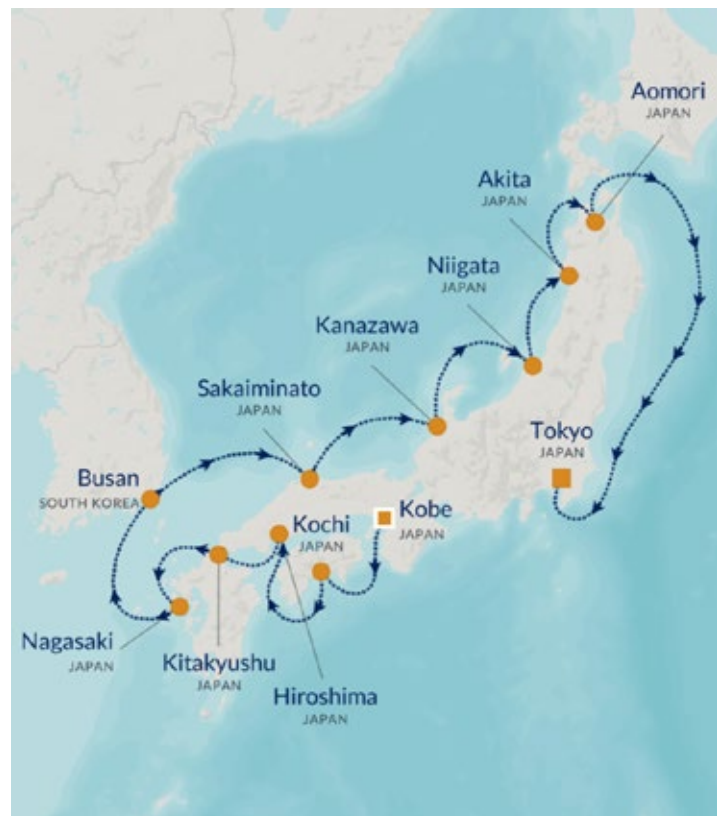 Aomori
JAPAN
Akita
JAPAN
Niigata
JAPAN
Kanazawa
JAPAN
Sakaiminato
JAPAN
Tokyo
JAPAN
Busan
SOUTH KOREA
Kobe
JAPAN
Kochi
JAPAN
Nagasaki
JAPAN
Kitakyushu
JAPAN
Hiroshima
JAPAN